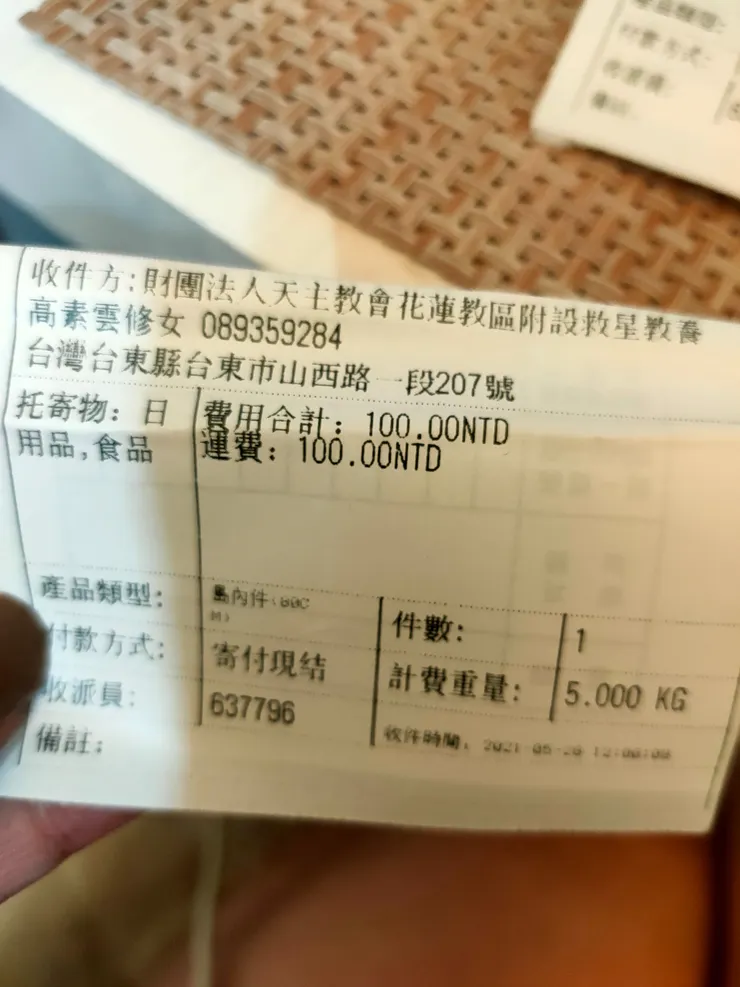 收件方:財團法人天主教會花蓮教區附設救星教養
高素雲修女 089359284
台灣台東縣台東市山西路一段207號
托寄物: 日
用品,食品
費用合計: 100.00NTD
運費: 100.00NTD
產品類型:
島內件(60C
M)
付款方式:
寄付現结
收派員:
637796
備註:
件數:
1
計費重量:
5.000 KG
收件時間:
付款方式: